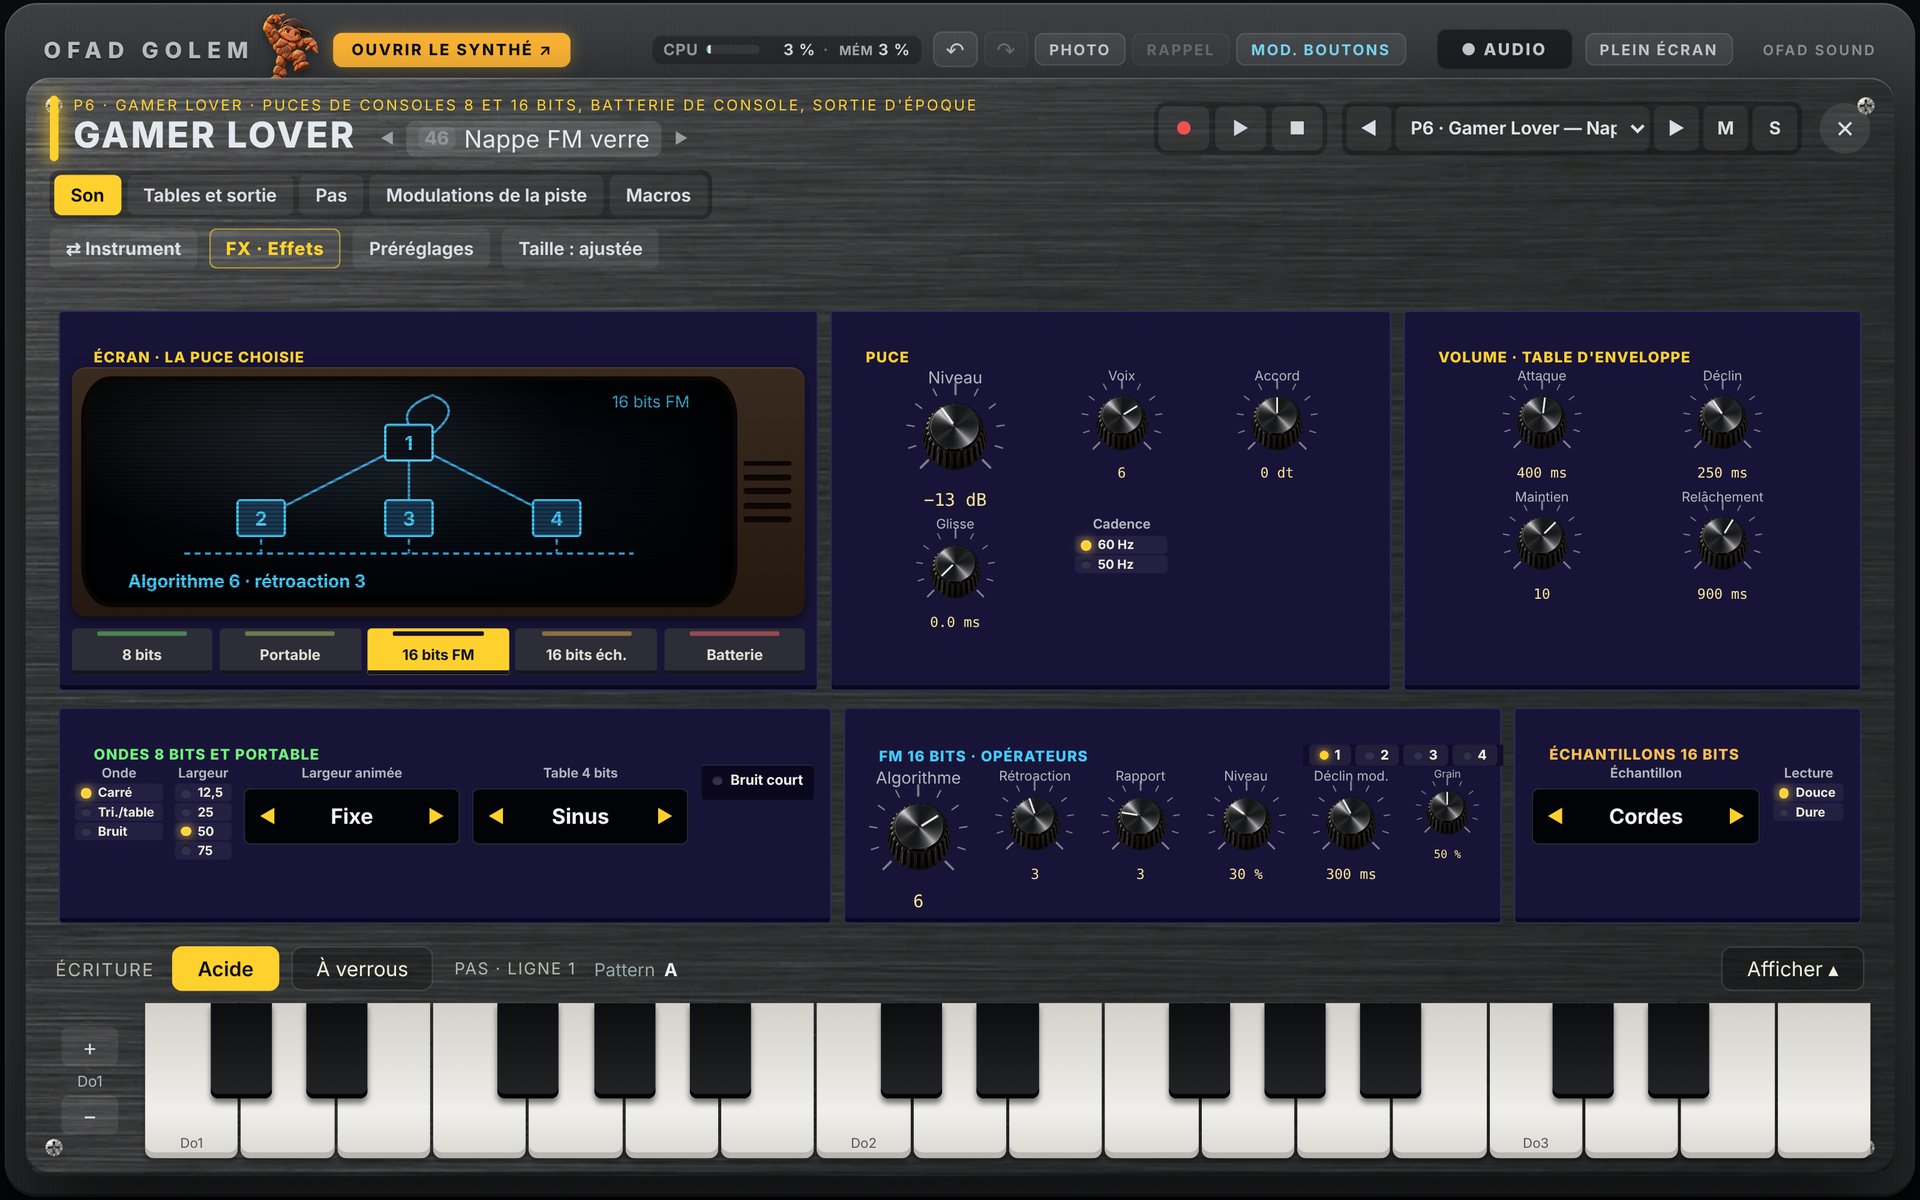 OFAD GOLEM
OUVRIR LE SYNTHÉ ↗
CPU 3 % · MÉM 3 %
PHOTO
RAPPEL
MOD. BOUTONS
AUDIO
PLEIN ÉCRAN
OFAD SOUND
P6 · GAMER LOVER · PUCES DE CONSOLES 8 ET 16 BITS, BATTERIE DE CONSOLE, SORTIE D'ÉPOQUE
GAMER LOVER
46 Nappe FM verre
P6 · Gamer Lover — Nap
M
S
Son
Tables et sortie
Pas
Modulations de la piste
Macros
⇄ Instrument
FX · Effets
Préréglages
Taille : ajustée
ÉCRAN · LA PUCE CHOISIE
16 bits FM
1
2
3
4
Algorithme 6 · rétroaction 3
8 bits
Portable
16 bits FM
16 bits éch.
Batterie
PUCE
Niveau
−13 dB
Voix
6
Accord
0 dt
Glisse
0.0 ms
Cadence
60 Hz
50 Hz
VOLUME · TABLE D'ENVELOPPE
Attaque
400 ms
Déclin
250 ms
Maintien
10
Relâchement
900 ms
ONDES 8 BITS ET PORTABLE
Onde
Carré
Tri./table
Bruit
Largeur
12,5
25
50
75
Largeur animée
Fixe
Table 4 bits
Sinus
Bruit court
FM 16 BITS · OPÉRATEURS
1
2
3
4
Algorithme
6
Rétroaction
3
Rapport
3
Niveau
30 %
Déclin mod.
300 ms
Grain
50 %
ÉCHANTILLONS 16 BITS
Échantillon
Cordes
Lecture
Douce
Dure
ÉCRITURE
Acide
À verrous
PAS · LIGNE 1
Pattern A
Afficher ▴
+
Do1
−
Do1
Do2
Do3